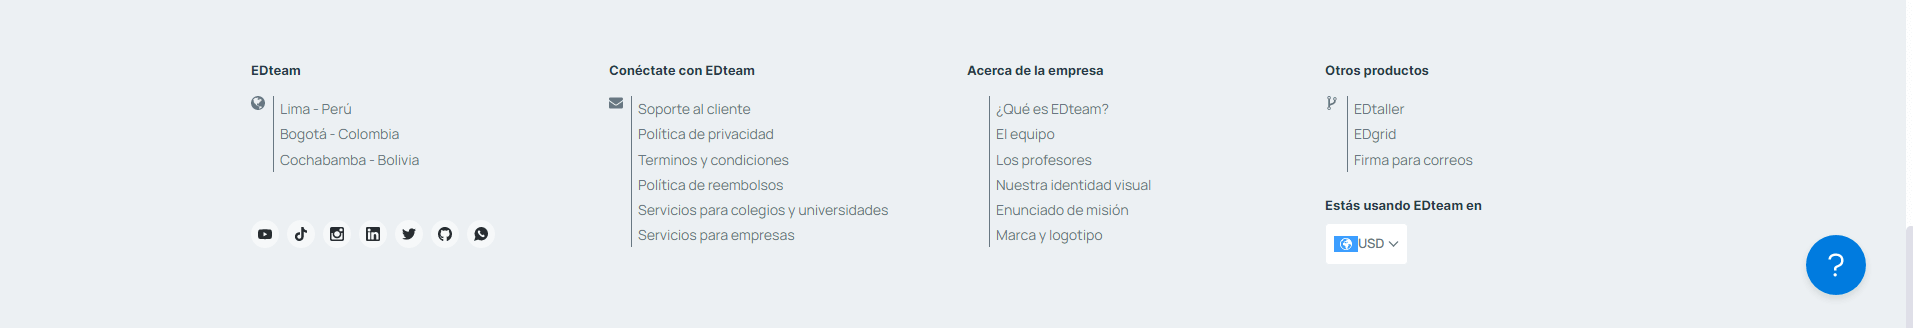 EDteam
Lima - Perú
Bogotá - Colombia
Cochabamba - Bolivia
Conéctate con EDteam
Soporte al cliente
Política de privacidad
Terminos y condiciones
Política de reembolsos
Servicios para colegios y universidades
Servicios para empresas
Acerca de la empresa
¿Qué es EDteam?
El equipo
Los profesores
Nuestra identidad visual
Enunciado de misión
Marca y logotipo
Otros productos
EDtaller
EDgrid
Firma para correos
Estás usando EDteam en
USD
?